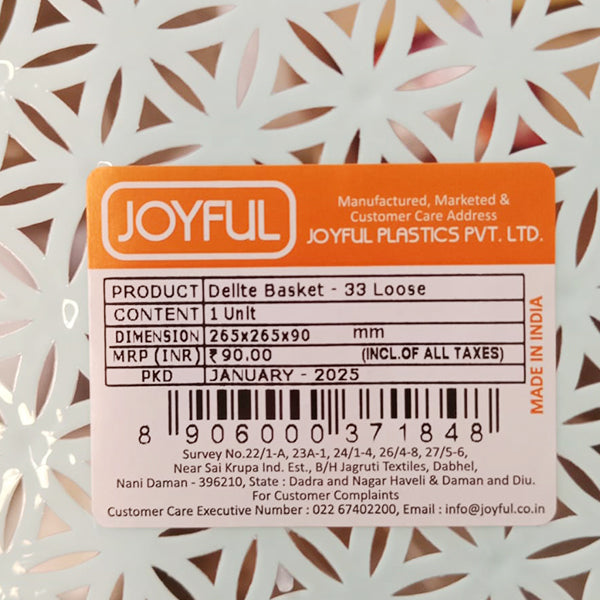 JOYFUL
Manufactured, Marketed &
Customer Care Address
JOYFUL PLASTICS PVT. LTD.
PRODUCT Delite Basket - 33 Loose
CONTENT 1 Unit
DIMENSION 265x265x90 mm
MRP (INR) ₹ 90.00 (INCL.OF ALL TAXES)
PKD JANUARY - 2025
MADE IN INDIA
8 906000 371848
Survey No.22/1-A, 23A-1, 24/1-4, 26/4-8, 27/5-6,
Near Sai Krupa Ind. Est., B/H Jagruti Textiles, Dabhel,
Nani Daman - 396210, State : Dadra and Nagar Haveli & Daman and Diu.
For Customer Complaints
Customer Care Executive Number : 022 67402200, Email : info@joyful.co.in